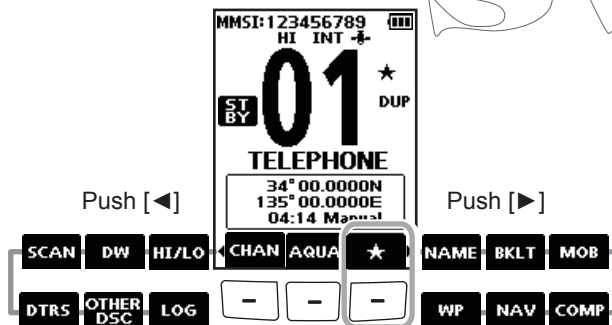 MMSI:123456789
HI INT
01
★
DUP
ST BY
TELEPHONE
34°00.0000N
135°00.0000E
04:14 Manual
Push [◄]
Push [►]
SCAN DW HI/LO CHAN AQUA ★ NAME BKLT MOB
DTRS OTHER DSC LOG - - - WP NAV COMP